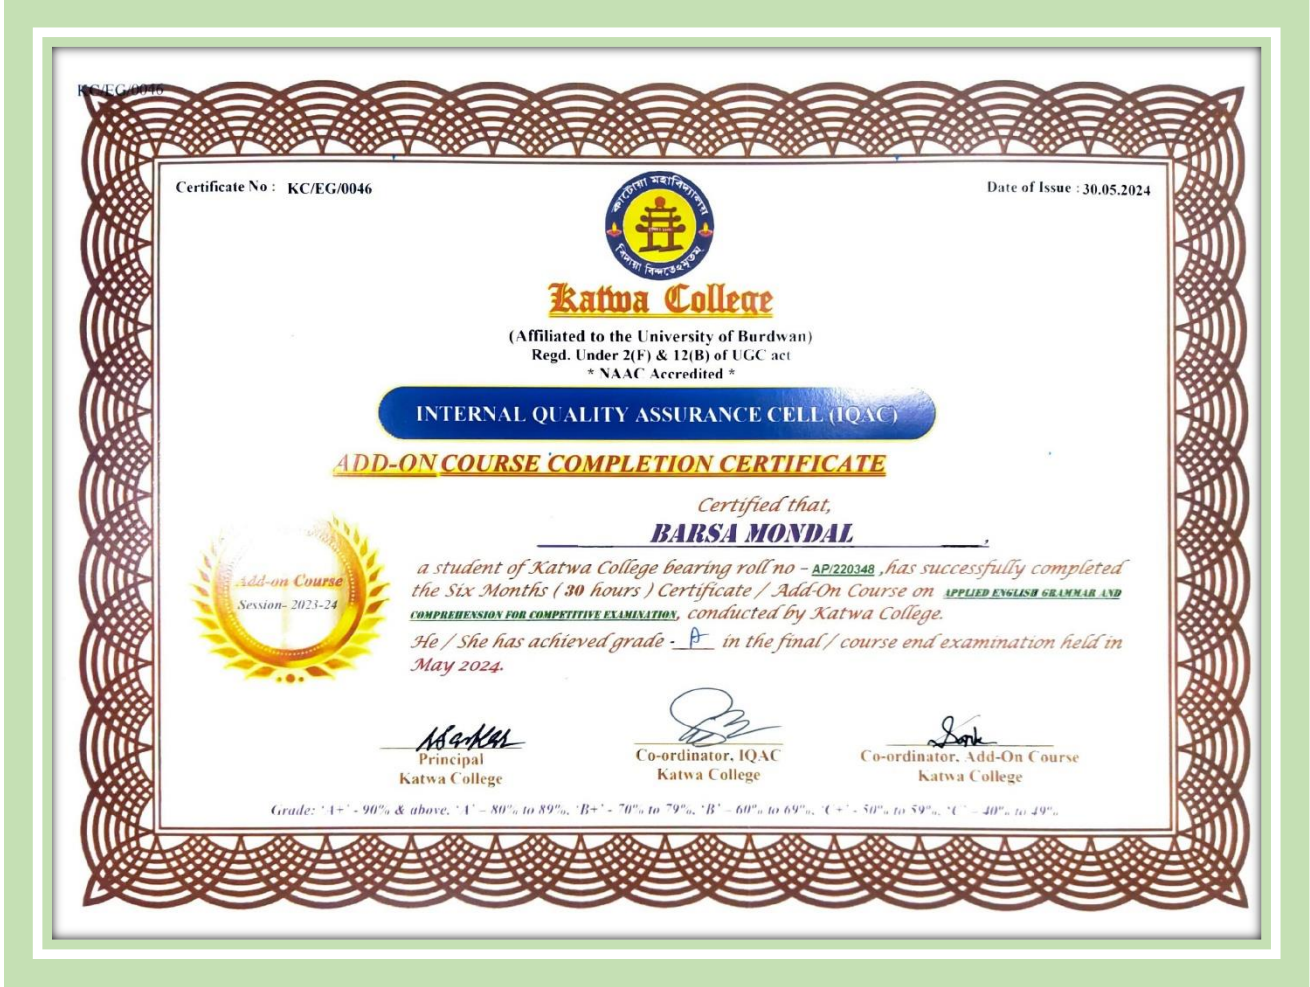 KC/EG/0046
Certificate No : KC/EG/0046
Date of Issue : 30.05.2024
কাটোয়া মহাবিদ্যালয়
বিদ্যয়া বিন্দতেঽমৃতম্
Katwa College
(Affiliated to the University of Burdwan)
Regd. Under 2(F) & 12(B) of UGC act
* NAAC Accredited *
INTERNAL QUALITY ASSURANCE CELL (IQAC)
ADD-ON COURSE COMPLETION CERTIFICATE
Certified that,
BARSA MONDAL ,
a student of Katwa College bearing roll no – AP/220348 ,has successfully completed
the Six Months ( 30 hours ) Certificate / Add-On Course on APPLIED ENGLISH GRAMMAR AND
COMPREHENSION FOR COMPETITIVE EXAMINATION, conducted by Katwa College.
He / She has achieved grade - A in the final / course end examination held in
May 2024.
Add-on Course
Session- 2023-24
Principal
Katwa College
Co-ordinator, IQAC
Katwa College
Co-ordinator, Add-On Course
Katwa College
Grade: 'A+' - 90% & above, 'A' – 80% to 89%, 'B+' - 70% to 79%, 'B' – 60% to 69%, 'C+' - 50% to 59%, 'C' – 40% to 49%.